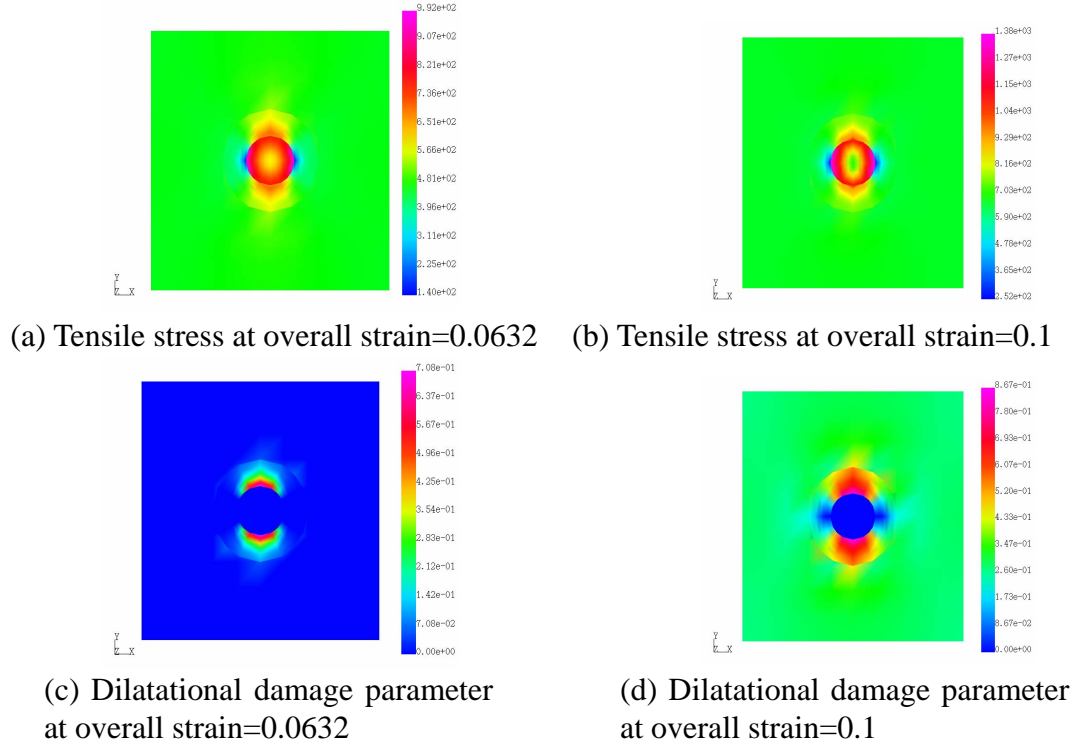 9.92e+02
9.07e+02
8.21e+02
7.36e+02
6.51e+02
5.66e+02
4.81e+02
3.96e+02
3.11e+02
2.25e+02
1.40e+02
Y
Z X
1.38e+03
1.27e+03
1.15e+03
1.04e+03
9.29e+02
8.16e+02
7.03e+02
5.90e+02
4.78e+02
3.65e+02
2.52e+02
Y
Z X
(a) Tensile stress at overall strain=0.0632
(b) Tensile stress at overall strain=0.1
7.08e-01
6.37e-01
5.67e-01
4.96e-01
4.25e-01
3.54e-01
2.83e-01
2.12e-01
1.42e-01
7.08e-02
0.00e+00
Y
Z X
8.67e-01
7.80e-01
6.93e-01
6.07e-01
5.20e-01
4.33e-01
3.47e-01
2.60e-01
1.73e-01
8.67e-02
0.00e+00
Y
Z X
(c) Dilatational damage parameter
at overall strain=0.0632
(d) Dilatational damage parameter
at overall strain=0.1